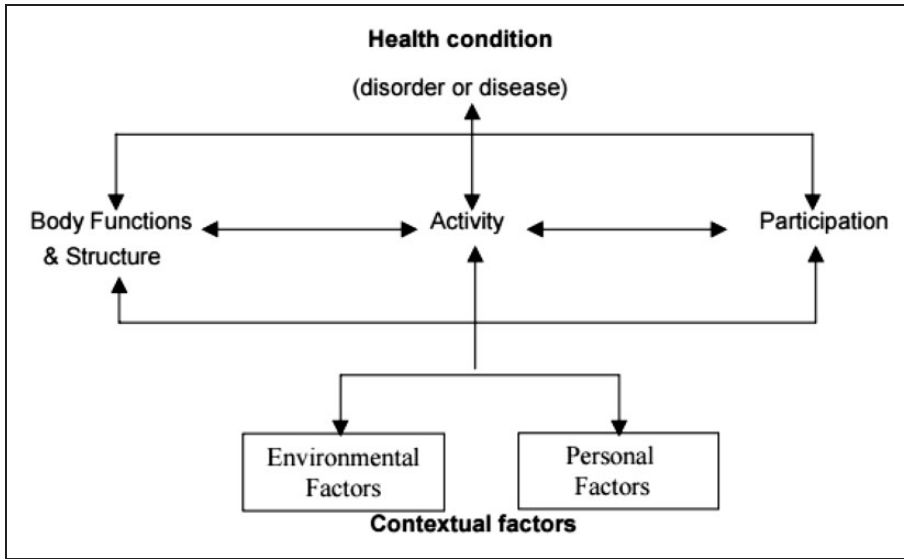 Health condition
(disorder or disease)
Body Functions
& Structure
Activity
Participation
Environmental
Factors
Personal
Factors
Contextual factors